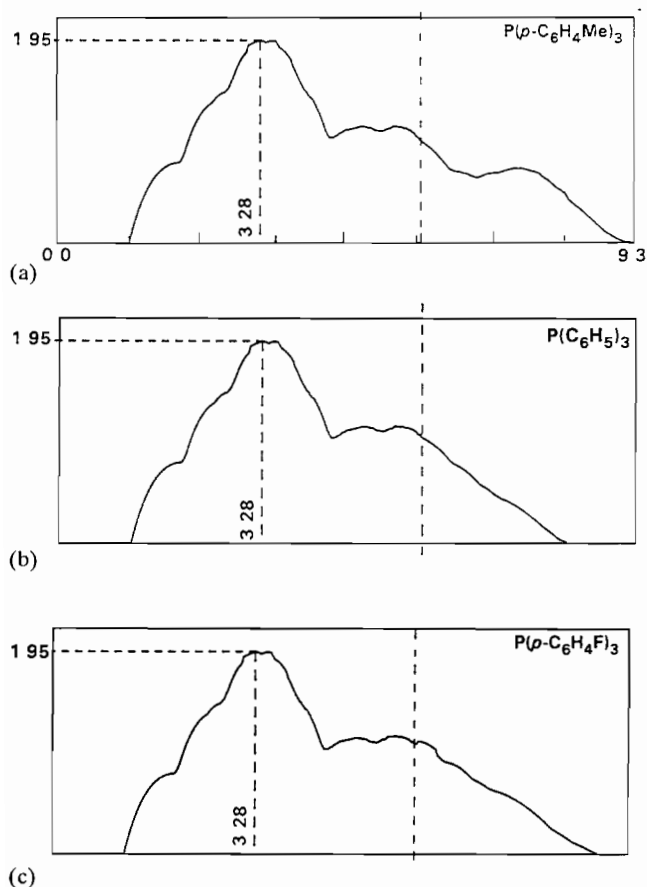 P(p-C₆H₄Me)₃
1 95
3 28
0 0
9 3
(a)
P(C₆H₅)₃
1 95
3 28
(b)
P(p-C₆H₄F)₃
1 95
3 28
(c)